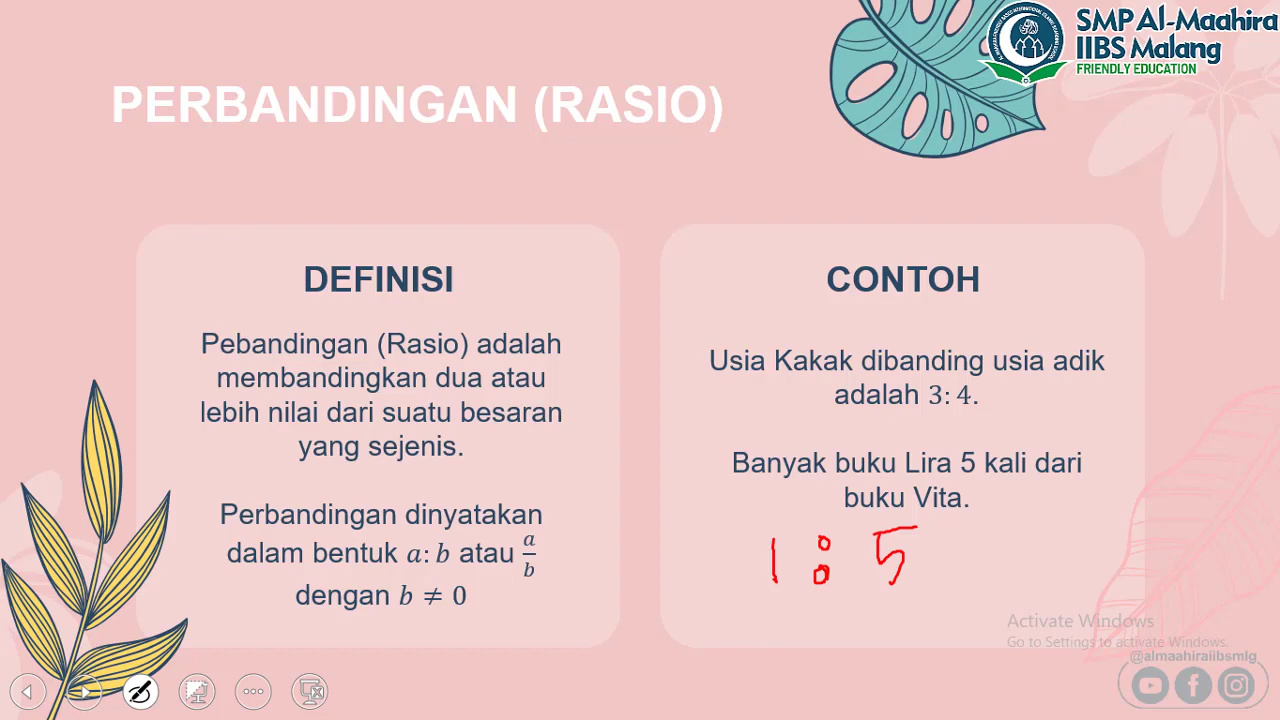 SMP Al-Maahira
IIBS Malang
FRIENDLY EDUCATION
PERBANDINGAN (RASIO)
DEFINISI
Pebandingan (Rasio) adalah
membandingkan dua atau
lebih nilai dari suatu besaran
yang sejenis.
Perbandingan dinyatakan
dalam bentuk a: b atau a/b
dengan b ≠ 0
CONTOH
Usia Kakak dibanding usia adik
adalah 3: 4.
Banyak buku Lira 5 kali dari
buku Vita.
1 : 5
Activate Windows
Go to Settings to activate Windows.
@almaahiraiibsmlg